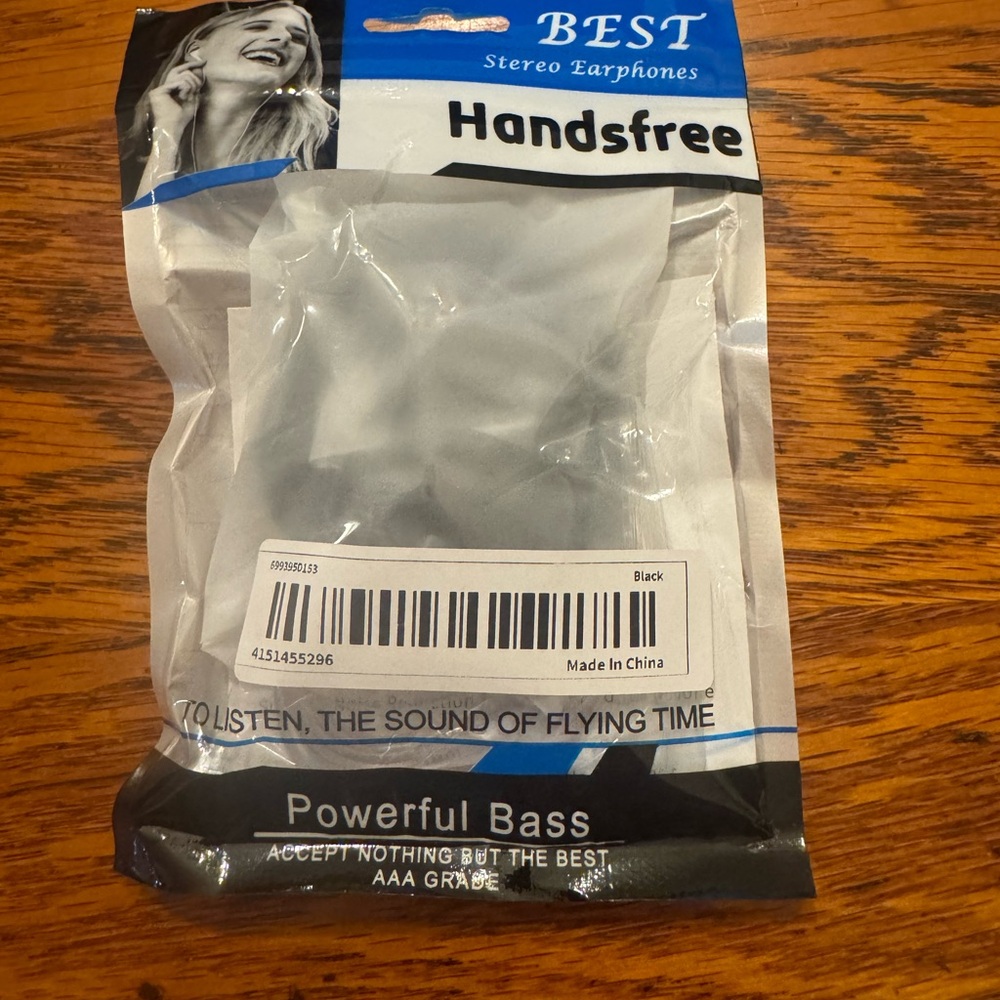 BEST
Stereo Earphones
Handsfree
6993950153
Black
4151455296
Made In China
TO LISTEN, THE SOUND OF FLYING TIME
Powerful Bass
ACCEPT NOTHING BUT THE BEST
AAA GRADE